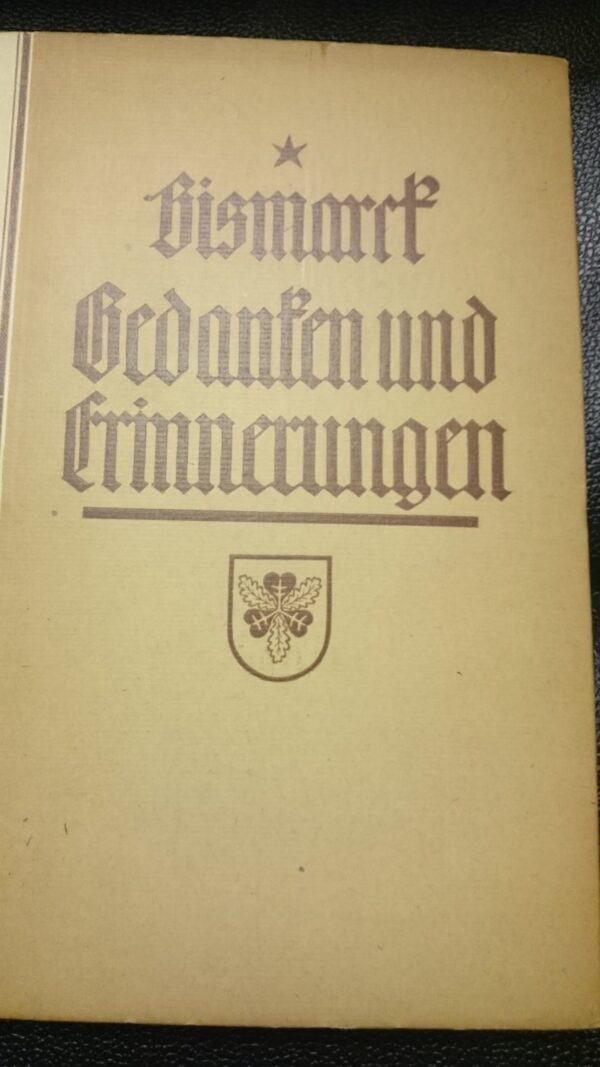 Bismarck
Gedanken und
Erinnerungen